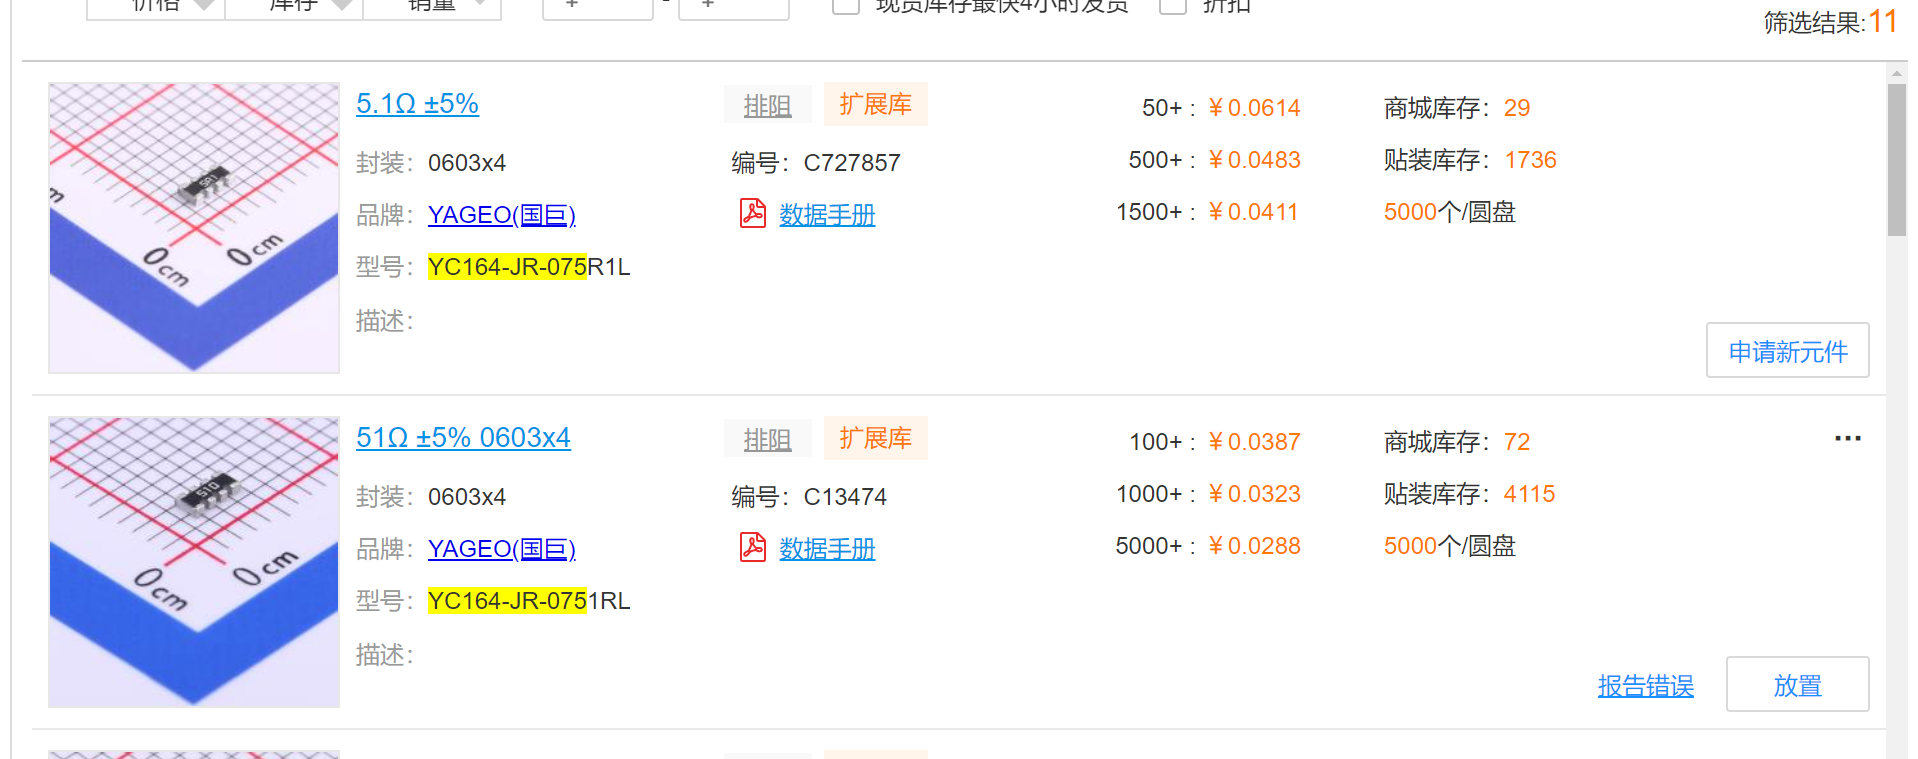 价格 库存 销量 ¥ - ¥ 现货库存最快4小时发货 折扣
筛选结果:11
5.1Ω ±5% 排阻 扩展库 50+ : ¥0.0614 商城库存: 29
封装: 0603x4 编号: C727857 500+ : ¥0.0483 贴装库存: 1736
品牌: YAGEO(国巨) 数据手册 1500+ : ¥0.0411 5000个/圆盘
型号: YC164-JR-075R1L
描述:
申请新元件
51Ω ±5% 0603x4 排阻 扩展库 100+ : ¥0.0387 商城库存: 72 ...
封装: 0603x4 编号: C13474 1000+ : ¥0.0323 贴装库存: 4115
品牌: YAGEO(国巨) 数据手册 5000+ : ¥0.0288 5000个/圆盘
型号: YC164-JR-0751RL
描述:
报告错误 放置
5R1
0cm 0cm
510
0cm 0cm